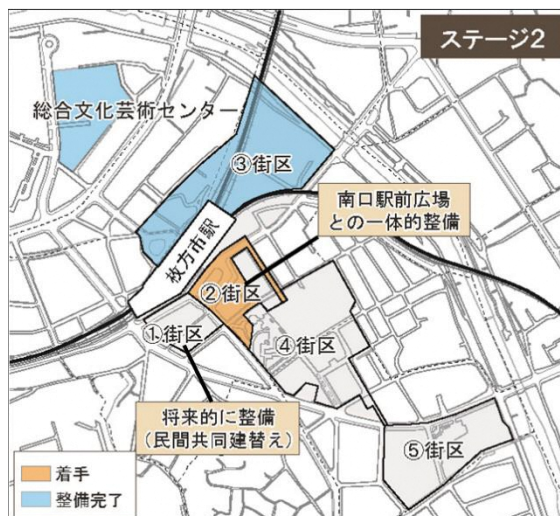 ステージ2
総合文化芸術センター
③街区
南口駅前広場
との一体的整備
枚方市駅
②街区
①街区
④街区
将来的に整備
(民間共同建替え)
⑤街区
着手
整備完了